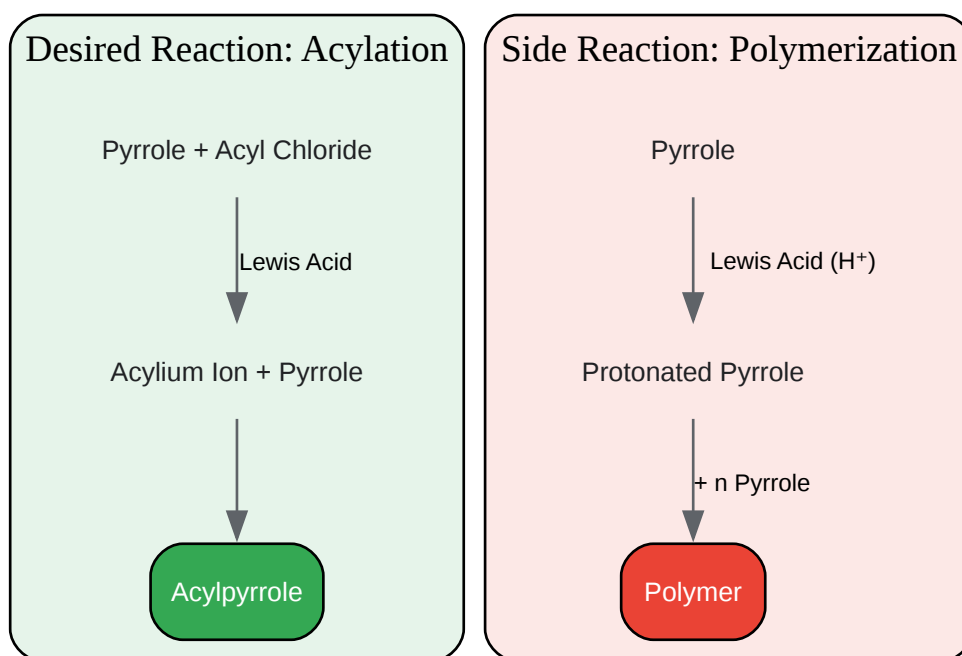 Desired Reaction: Acylation
Pyrrole + Acyl Chloride
Lewis Acid
Acylium Ion + Pyrrole
Acylpyrrole
Side Reaction: Polymerization
Pyrrole
Lewis Acid (H⁺)
Protonated Pyrrole
+ n Pyrrole
Polymer